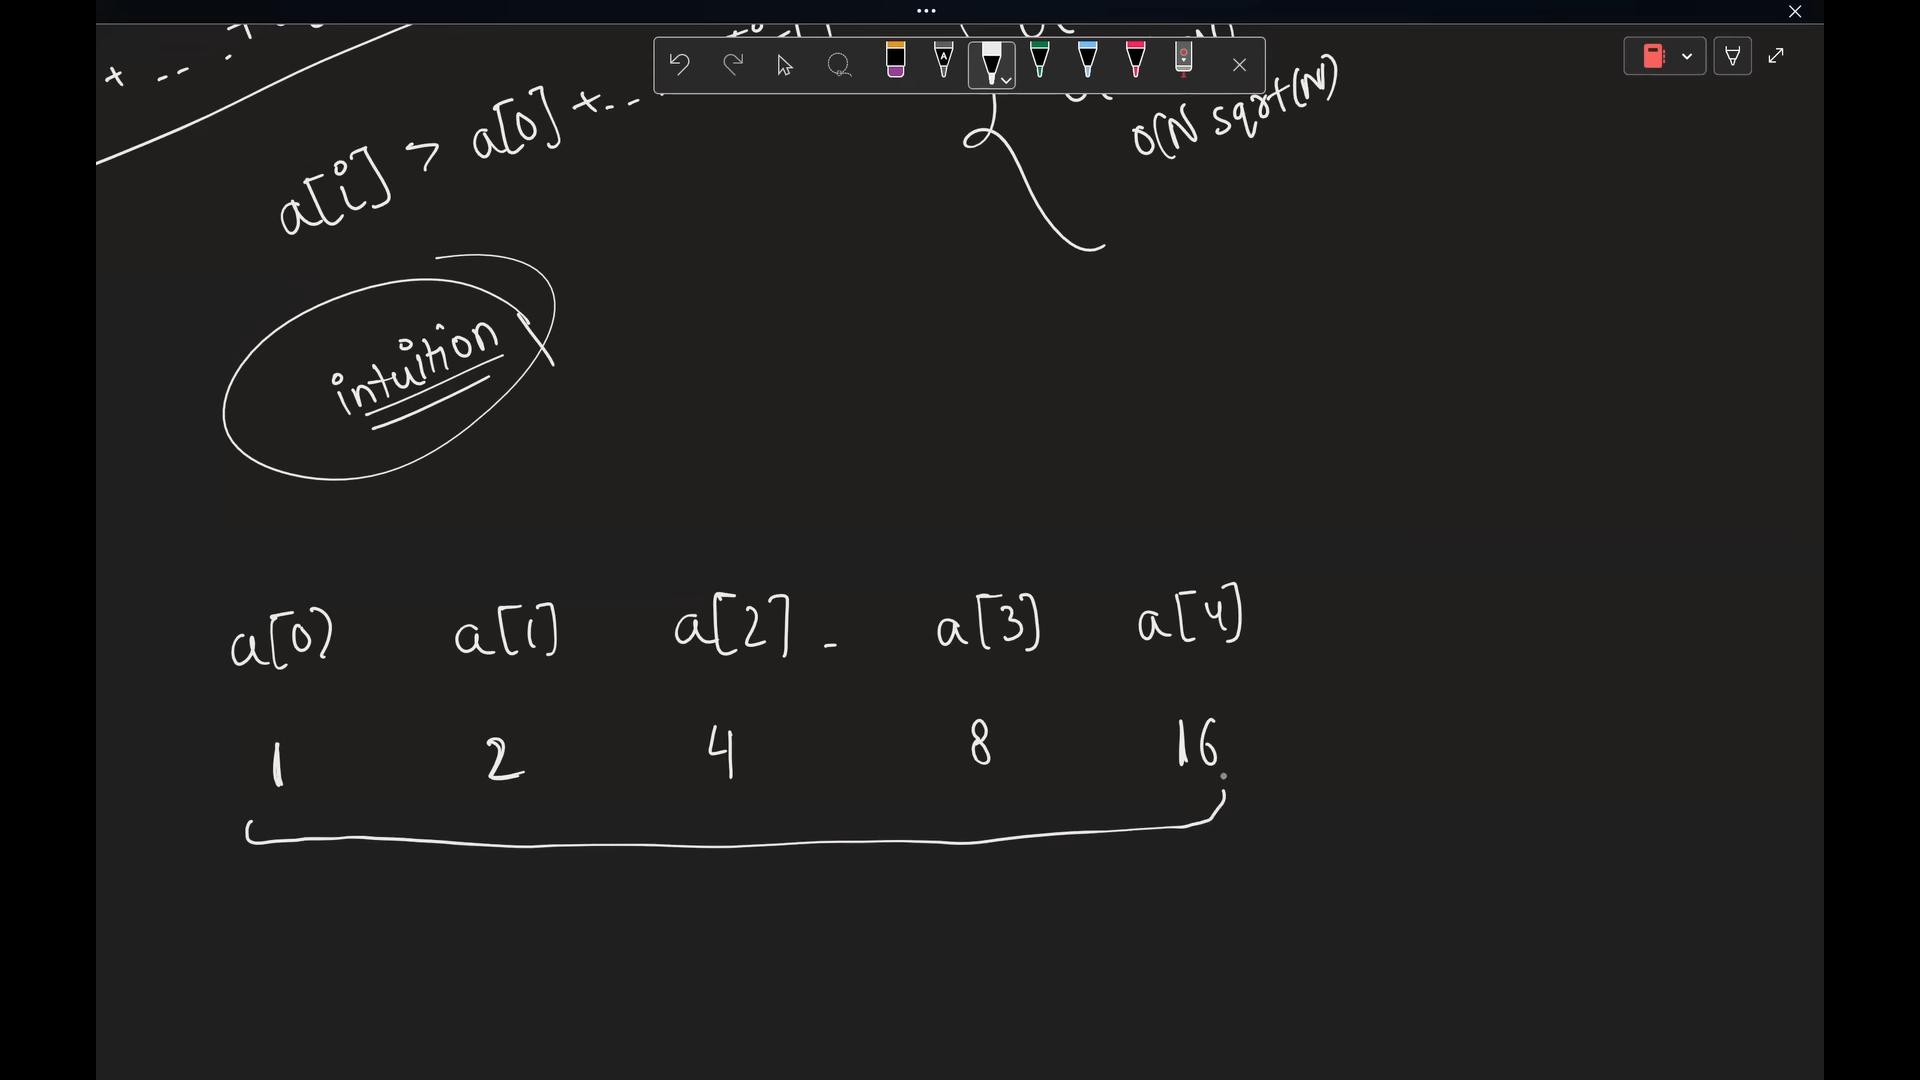 + -- .
a[i] > a[0] +--
O(N sqrt(N)
intuition
a[0) a[1] a[2] - a[3] a[4]
1 2 4 8 16